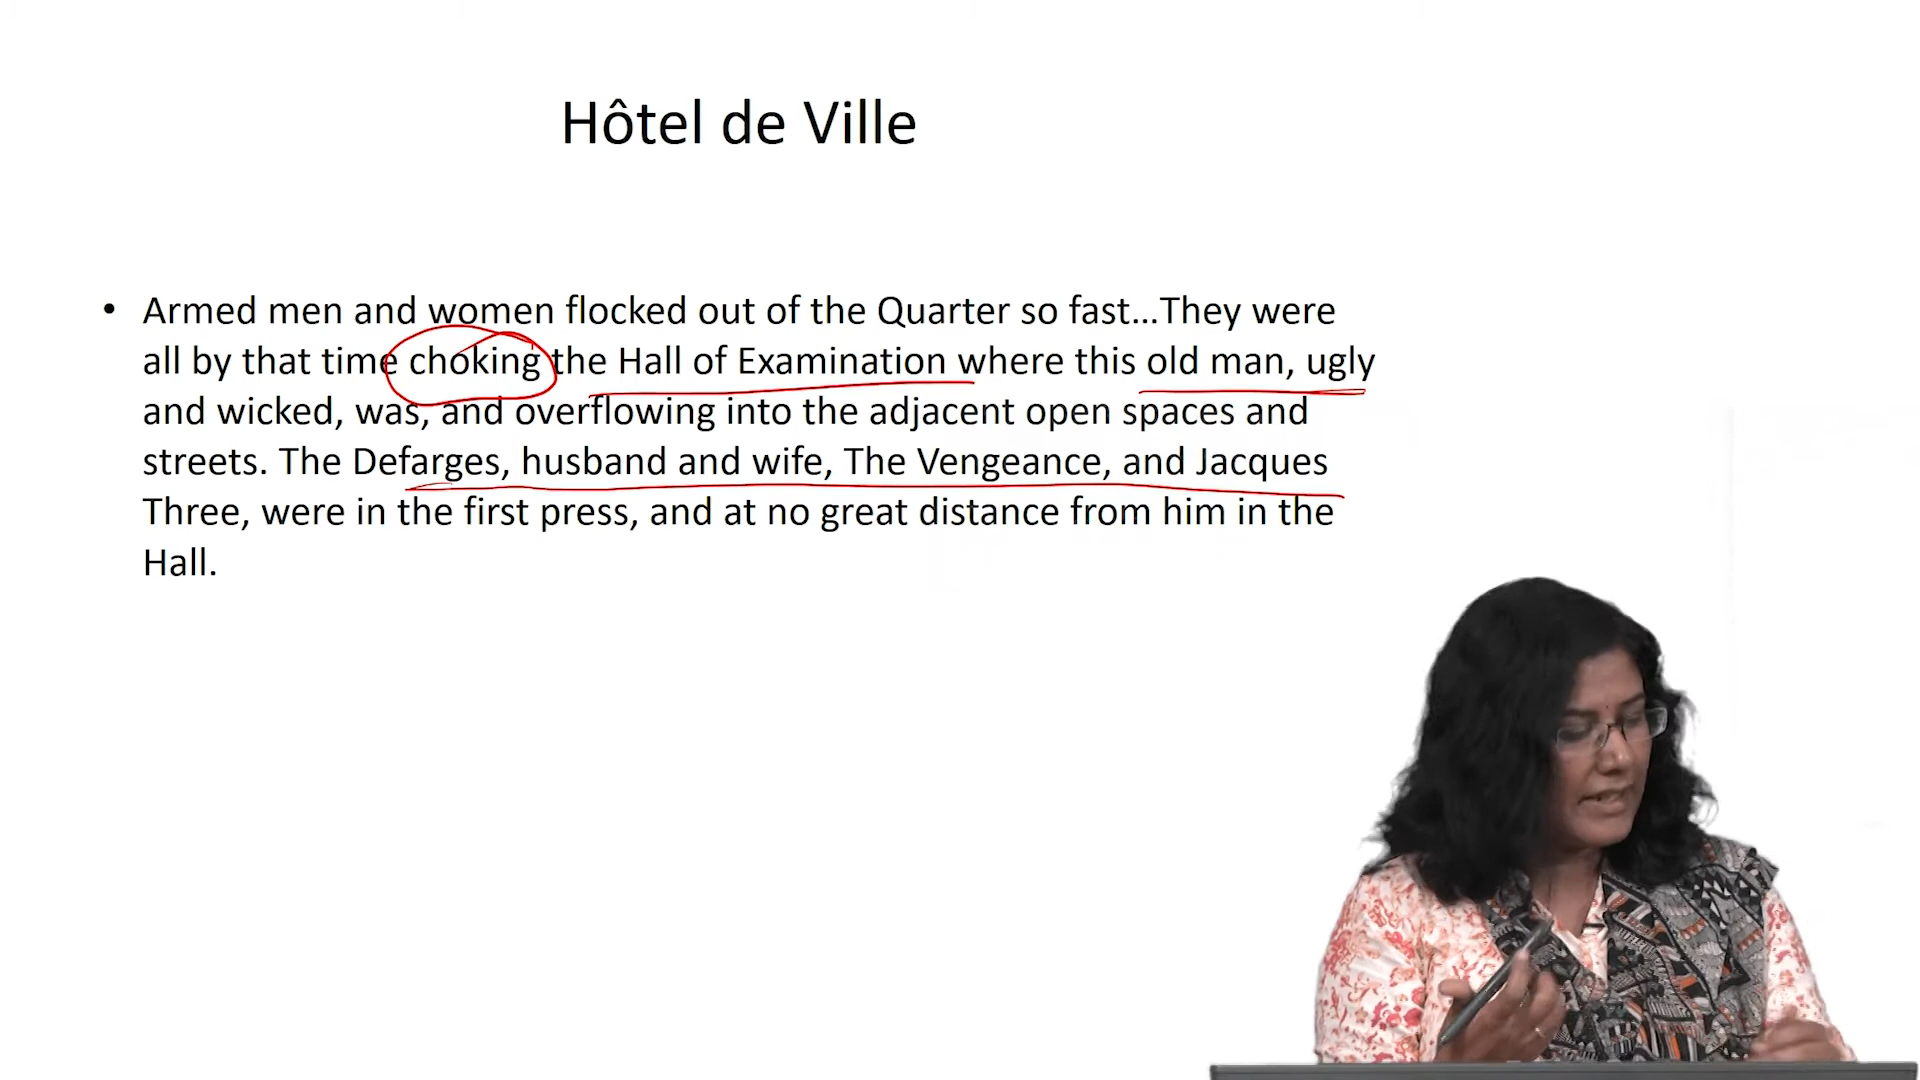 Hôtel de Ville
• Armed men and women flocked out of the Quarter so fast...They were
all by that time choking the Hall of Examination where this old man, ugly
and wicked, was, and overflowing into the adjacent open spaces and
streets. The Defarges, husband and wife, The Vengeance, and Jacques
Three, were in the first press, and at no great distance from him in the
Hall.